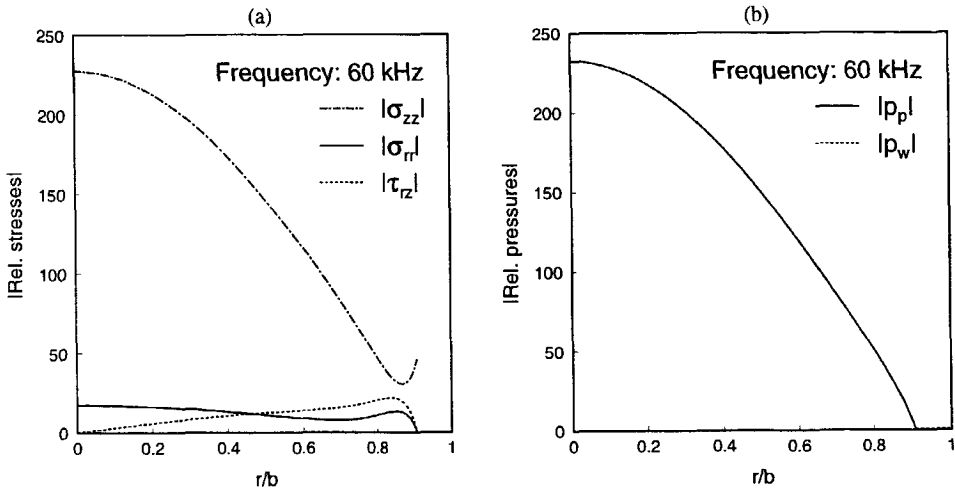 (a)
250
200
150
100
50
0
|Rel. stresses|
Frequency: 60 kHz
|σzz|
|σrr|
|τrz|
0
0.2
0.4
0.6
0.8
1
r/b
(b)
250
200
150
100
50
0
|Rel. pressures|
Frequency: 60 kHz
|pp|
|pw|
0
0.2
0.4
0.6
0.8
1
r/b